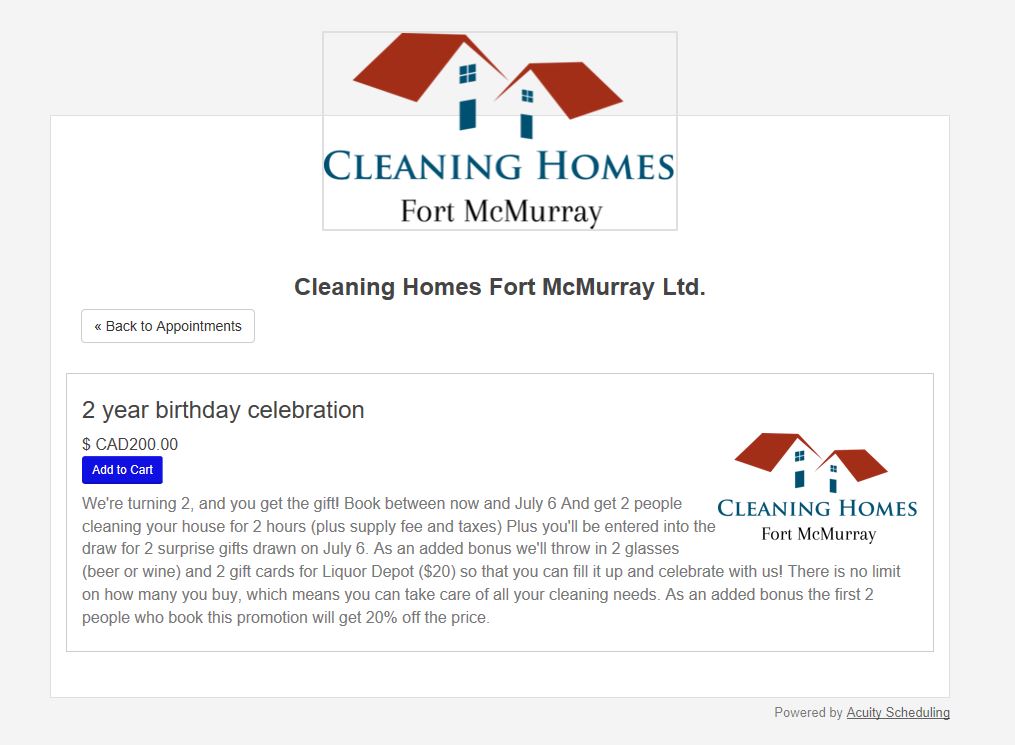 CLEANING HOMES
Fort McMurray
Cleaning Homes Fort McMurray Ltd.
« Back to Appointments
2 year birthday celebration
$ CAD200.00
Add to Cart
We're turning 2, and you get the gift! Book between now and July 6 And get 2 people
cleaning your house for 2 hours (plus supply fee and taxes) Plus you'll be entered into the
draw for 2 surprise gifts drawn on July 6. As an added bonus we'll throw in 2 glasses
(beer or wine) and 2 gift cards for Liquor Depot ($20) so that you can fill it up and celebrate with us! There is no limit
on how many you buy, which means you can take care of all your cleaning needs. As an added bonus the first 2
people who book this promotion will get 20% off the price.
CLEANING HOMES
Fort McMurray
Powered by Acuity Scheduling